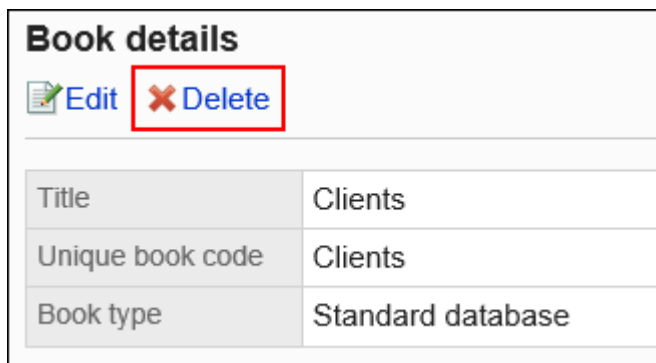 Book details
Edit Delete
Title Clients
Unique book code Clients
Book type Standard database